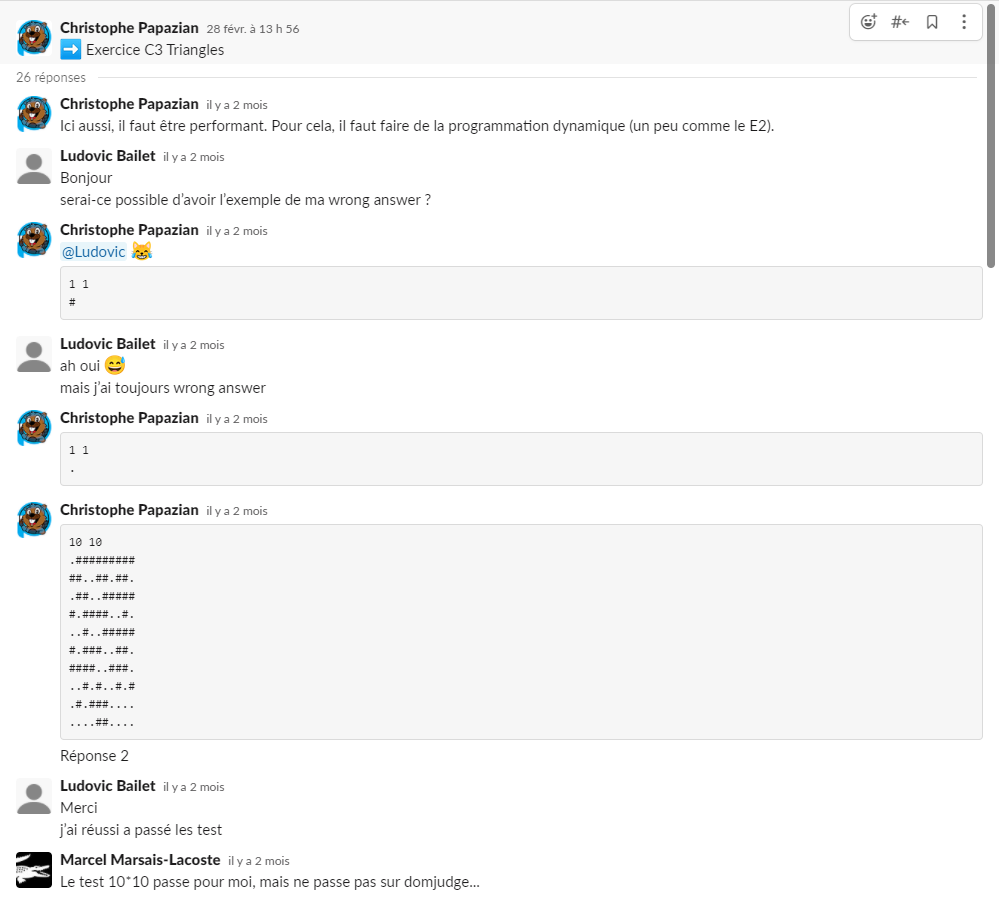 Christophe Papazian 28 févr. à 13 h 56
Exercice C3 Triangles
26 réponses
Christophe Papazian il y a 2 mois
Ici aussi, il faut être performant. Pour cela, il faut faire de la programmation dynamique (un peu comme le E2).
Ludovic Bailet il y a 2 mois
Bonjour
serai-ce possible d'avoir l'exemple de ma wrong answer ?
Christophe Papazian il y a 2 mois
@Ludovic
1 1
#
Ludovic Bailet il y a 2 mois
ah oui
mais j'ai toujours wrong answer
Christophe Papazian il y a 2 mois
1 1
.
Christophe Papazian il y a 2 mois
10 10
.#########
##..##.##.
.##..#####
#.####..#.
..#..#####
#.###..##.
####..###.
..#.#..#.#
.#.###....
....##....
Réponse 2
Ludovic Bailet il y a 2 mois
Merci
j'ai réussi a passé les test
Marcel Marsais-Lacoste il y a 2 mois
Le test 10*10 passe pour moi, mais ne passe pas sur domjudge...